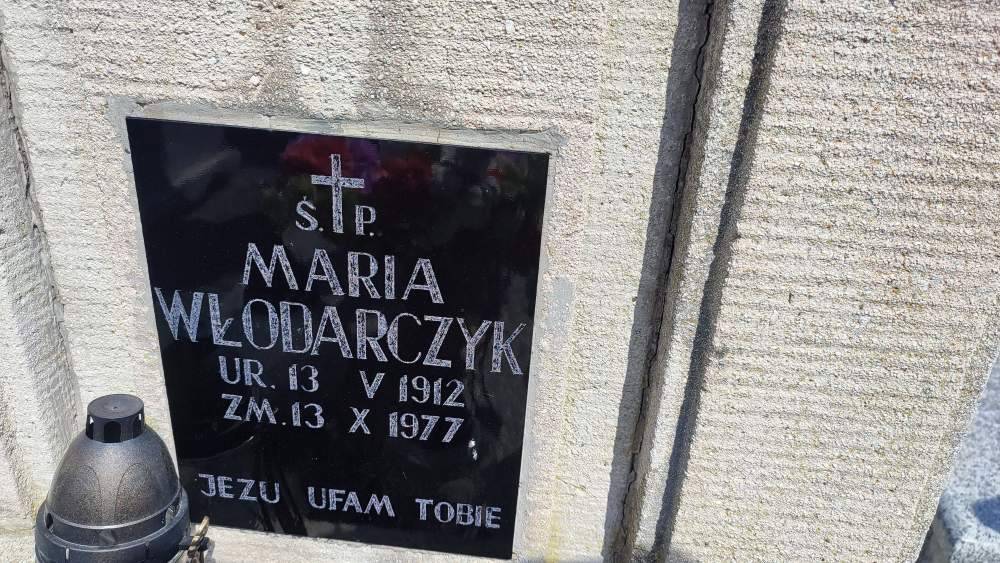 Ś.P.
MARIA
WŁODARCZYK
UR. 13 V 1912
ZM. 13 X 1977
JEZU UFAM TOBIE